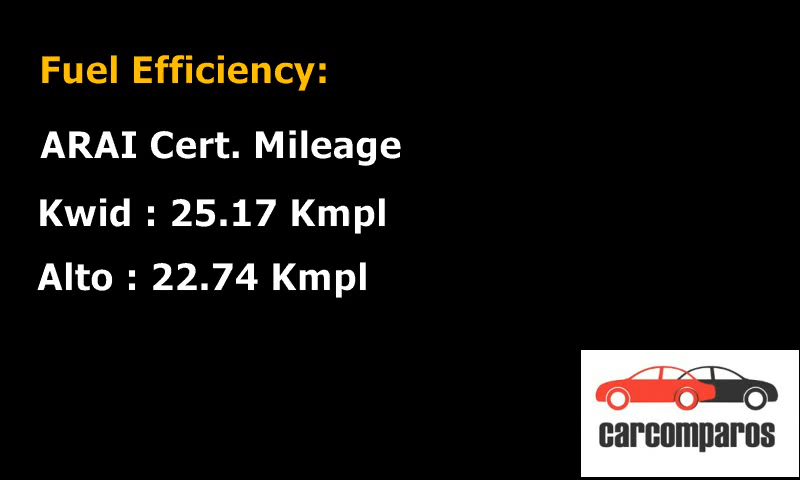 Fuel Efficiency:
ARAI Cert. Mileage
Kwid : 25.17 Kmpl
Alto : 22.74 Kmpl
carcomparos